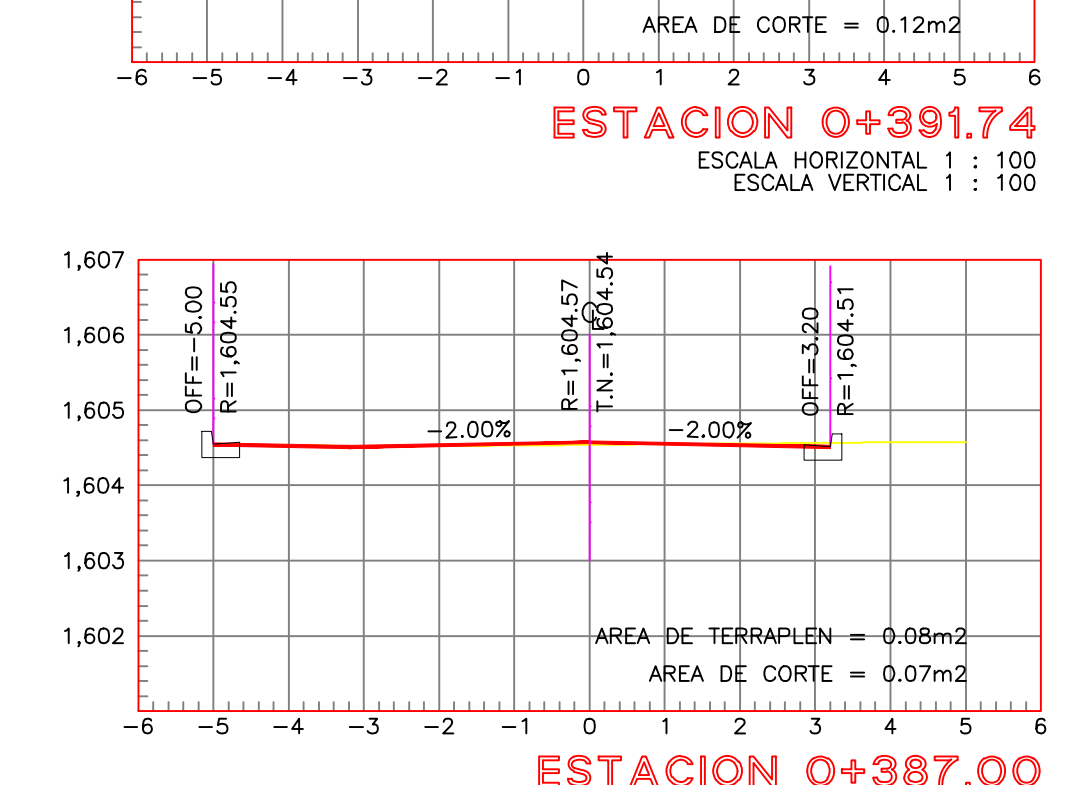 AREA DE CORTE = 0.12m2
−6 −5 −4 −3 −2 −1 0 1 2 3 4 5 6
ESTACION 0+391.74
ESCALA HORIZONTAL 1 : 100
ESCALA VERTICAL 1 : 100
1,607
OFF=−5.00
R=1,604.55
R=1,604.57
T.N.=1,604.54
OFF=3.20
R=1,604.51
1,606
1,605
−2.00% −2.00%
1,604
1,603
1,602
AREA DE TERRAPLEN = 0.08m2
AREA DE CORTE = 0.07m2
−6 −5 −4 −3 −2 −1 0 1 2 3 4 5 6
ESTACION 0+387.00